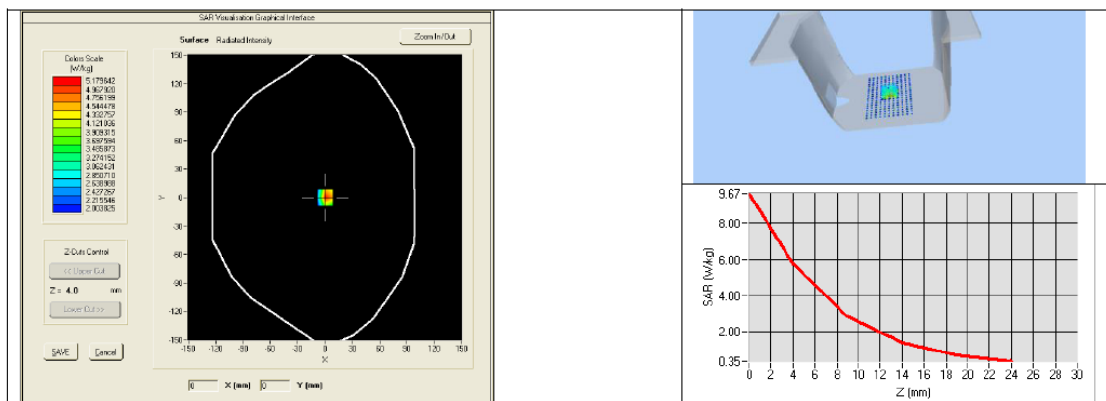 SAR Visualisation Graphical Interface
Surface Radiated Intensity
Zoom In/Out
Colors Scale
(W/kg)
5.179642
4.967920
4.756199
4.544478
4.332757
4.121036
3.909315
3.697594
3.485873
3.274152
3.062431
2.850710
2.638988
2.427267
2.215546
2.003825
Z-Cuts Control
<< Upper Cut
Z = 4.0 mm
Lower Cut >>
SAVE Cancel
150
120
90
60
30
0
-30
-60
-90
-120
-150
Y
-150 -120 -90 -60 -30 0 30 60 90 120 150
X
0 X (mm) 0 Y (mm)
9.67
8.00
6.00
4.00
2.00
0.35
SAR (W/kg)
0 2 4 6 8 10 12 14 16 18 20 22 24 26 30
Z (mm)